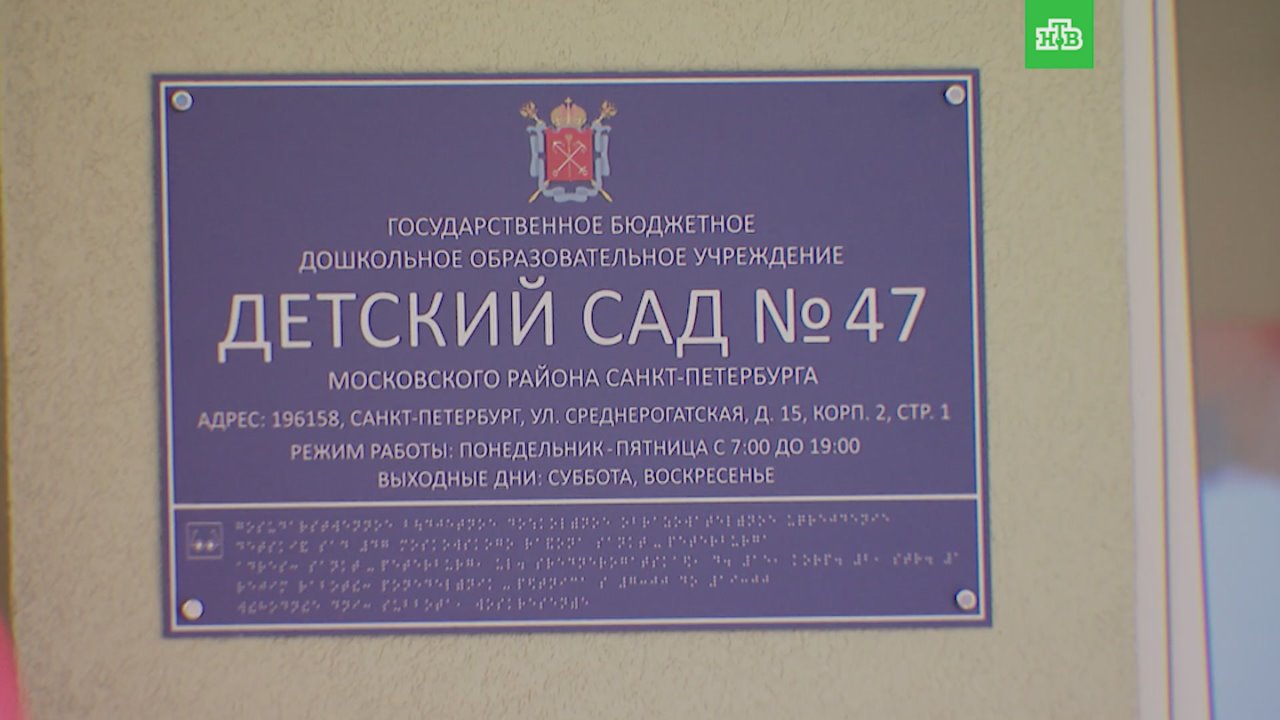 НТВ
ГОСУДАРСТВЕННОЕ БЮДЖЕТНОЕ
ДОШКОЛЬНОЕ ОБРАЗОВАТЕЛЬНОЕ УЧРЕЖДЕНИЕ
ДЕТСКИЙ САД №47
МОСКОВСКОГО РАЙОНА САНКТ-ПЕТЕРБУРГА
АДРЕС: 196158, САНКТ-ПЕТЕРБУРГ, УЛ. СРЕДНЕРОГАТСКАЯ, Д. 15, КОРП. 2, СТР. 1
РЕЖИМ РАБОТЫ: ПОНЕДЕЛЬНИК-ПЯТНИЦА С 7:00 ДО 19:00
ВЫХОДНЫЕ ДНИ: СУББОТА, ВОСКРЕСЕНЬЕ